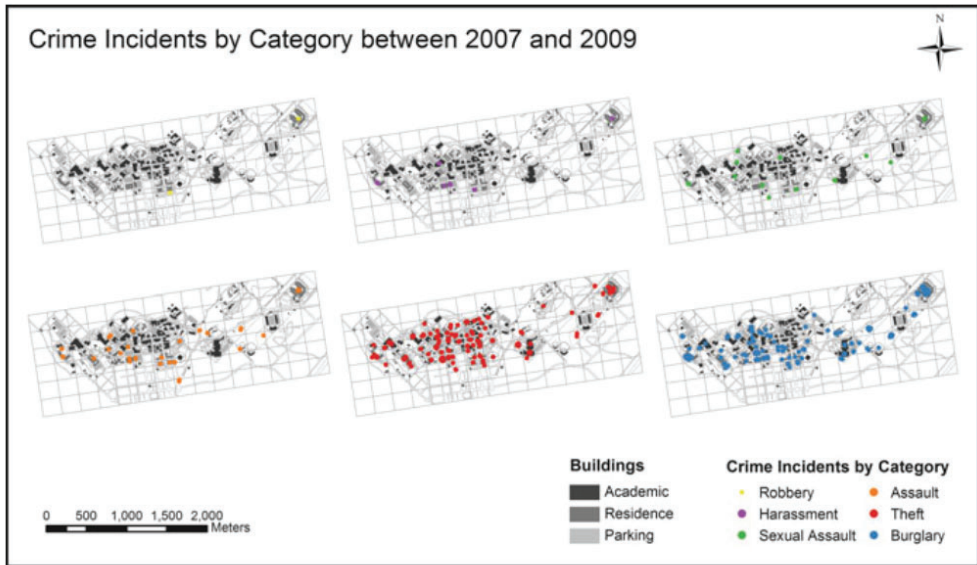 Crime Incidents by Category between 2007 and 2009
N
Buildings
Academic
Residence
Parking
Crime Incidents by Category
Robbery
Harassment
Sexual Assault
Assault
Theft
Burglary
0 500 1,000 1,500 2,000
Meters